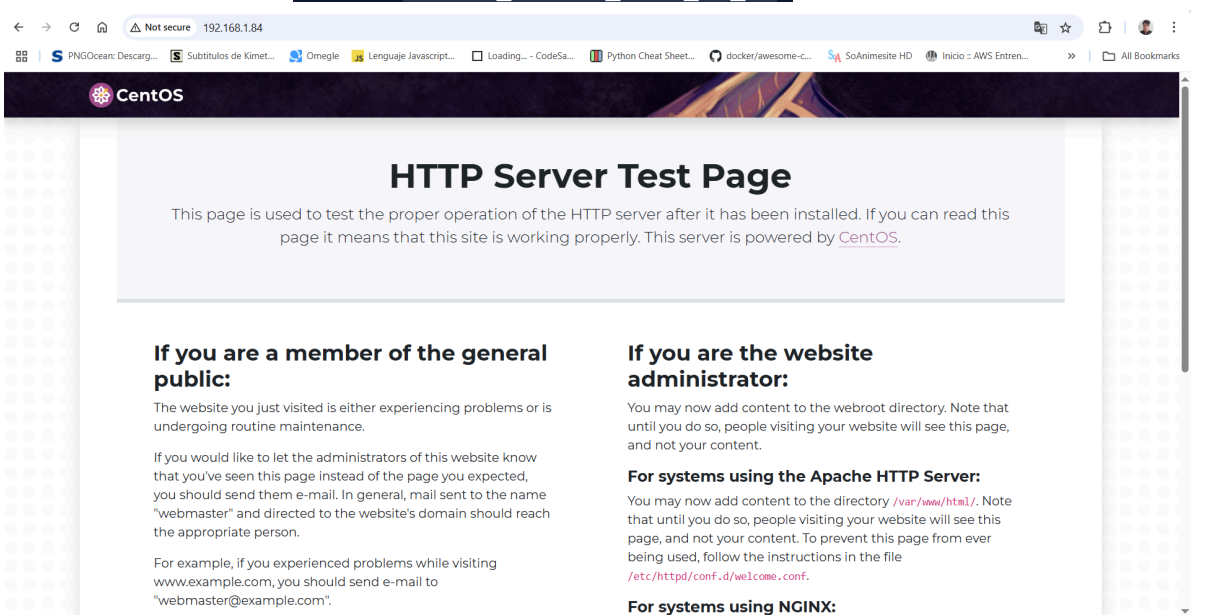 Not secure 192.168.1.84
PNGOcean: Descarg... Subtitulos de Kimet... Omegle Lenguaje Javascript... Loading... - CodeSa... Python Cheat Sheet... docker/awesome-c... SoAnimesite HD Inicio :: AWS Entren... » All Bookmarks
CentOS
HTTP Server Test Page
This page is used to test the proper operation of the HTTP server after it has been installed. If you can read this
page it means that this site is working properly. This server is powered by CentOS.
If you are a member of the general
public:
The website you just visited is either experiencing problems or is
undergoing routine maintenance.
If you would like to let the administrators of this website know
that you've seen this page instead of the page you expected,
you should send them e-mail. In general, mail sent to the name
"webmaster" and directed to the website's domain should reach
the appropriate person.
For example, if you experienced problems while visiting
www.example.com, you should send e-mail to
"webmaster@example.com".
If you are the website
administrator:
You may now add content to the webroot directory. Note that
until you do so, people visiting your website will see this page,
and not your content.
For systems using the Apache HTTP Server:
You may now add content to the directory /var/www/html/. Note
that until you do so, people visiting your website will see this
page, and not your content. To prevent this page from ever
being used, follow the instructions in the file
/etc/httpd/conf.d/welcome.conf.
For systems using NGINX: